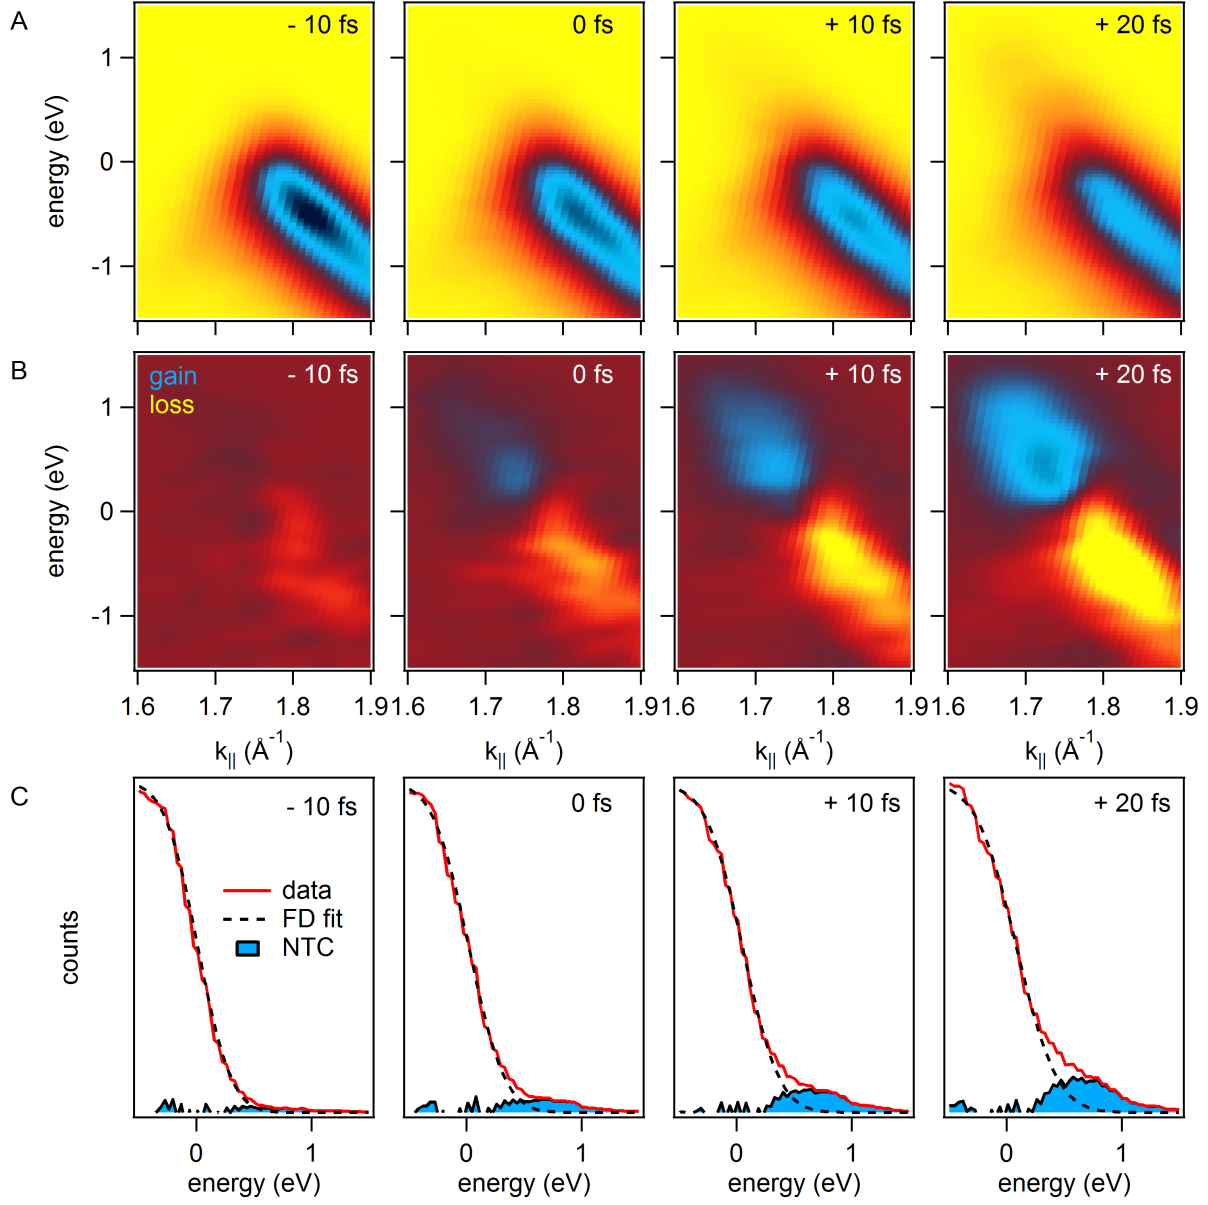 A
- 10 fs
0 fs
+ 10 fs
+ 20 fs
energy (eV)
1
0
-1
B
gain
loss
- 10 fs
0 fs
+ 10 fs
+ 20 fs
energy (eV)
1
0
-1
1.6 1.7 1.8 1.9
1.6 1.7 1.8 1.9
1.6 1.7 1.8 1.9
1.6 1.7 1.8 1.9
k|| (Å-1)
k|| (Å-1)
k|| (Å-1)
k|| (Å-1)
C
- 10 fs
0 fs
+ 10 fs
+ 20 fs
counts
data
FD fit
NTC
0 1
0 1
0 1
0 1
energy (eV)
energy (eV)
energy (eV)
energy (eV)